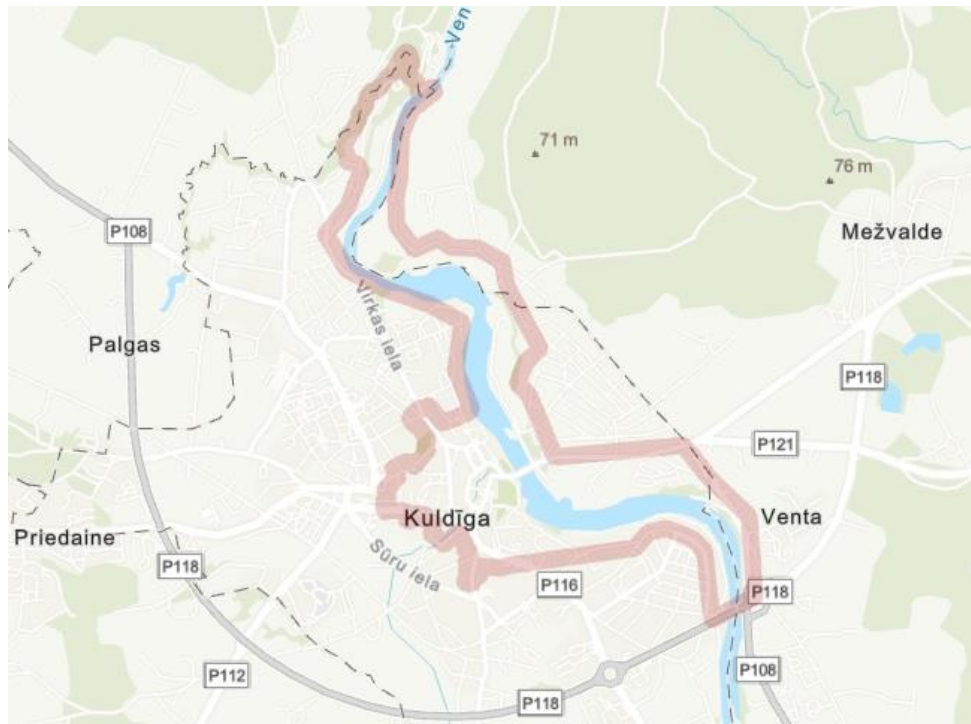 Ven
71 m
76 m
Mežvalde
P108
Virkas iela
Palgas
P118
P121
Kuldīga
Venta
Priedaine
Sūru iela
P118
P116
P118
P112
P108
P118